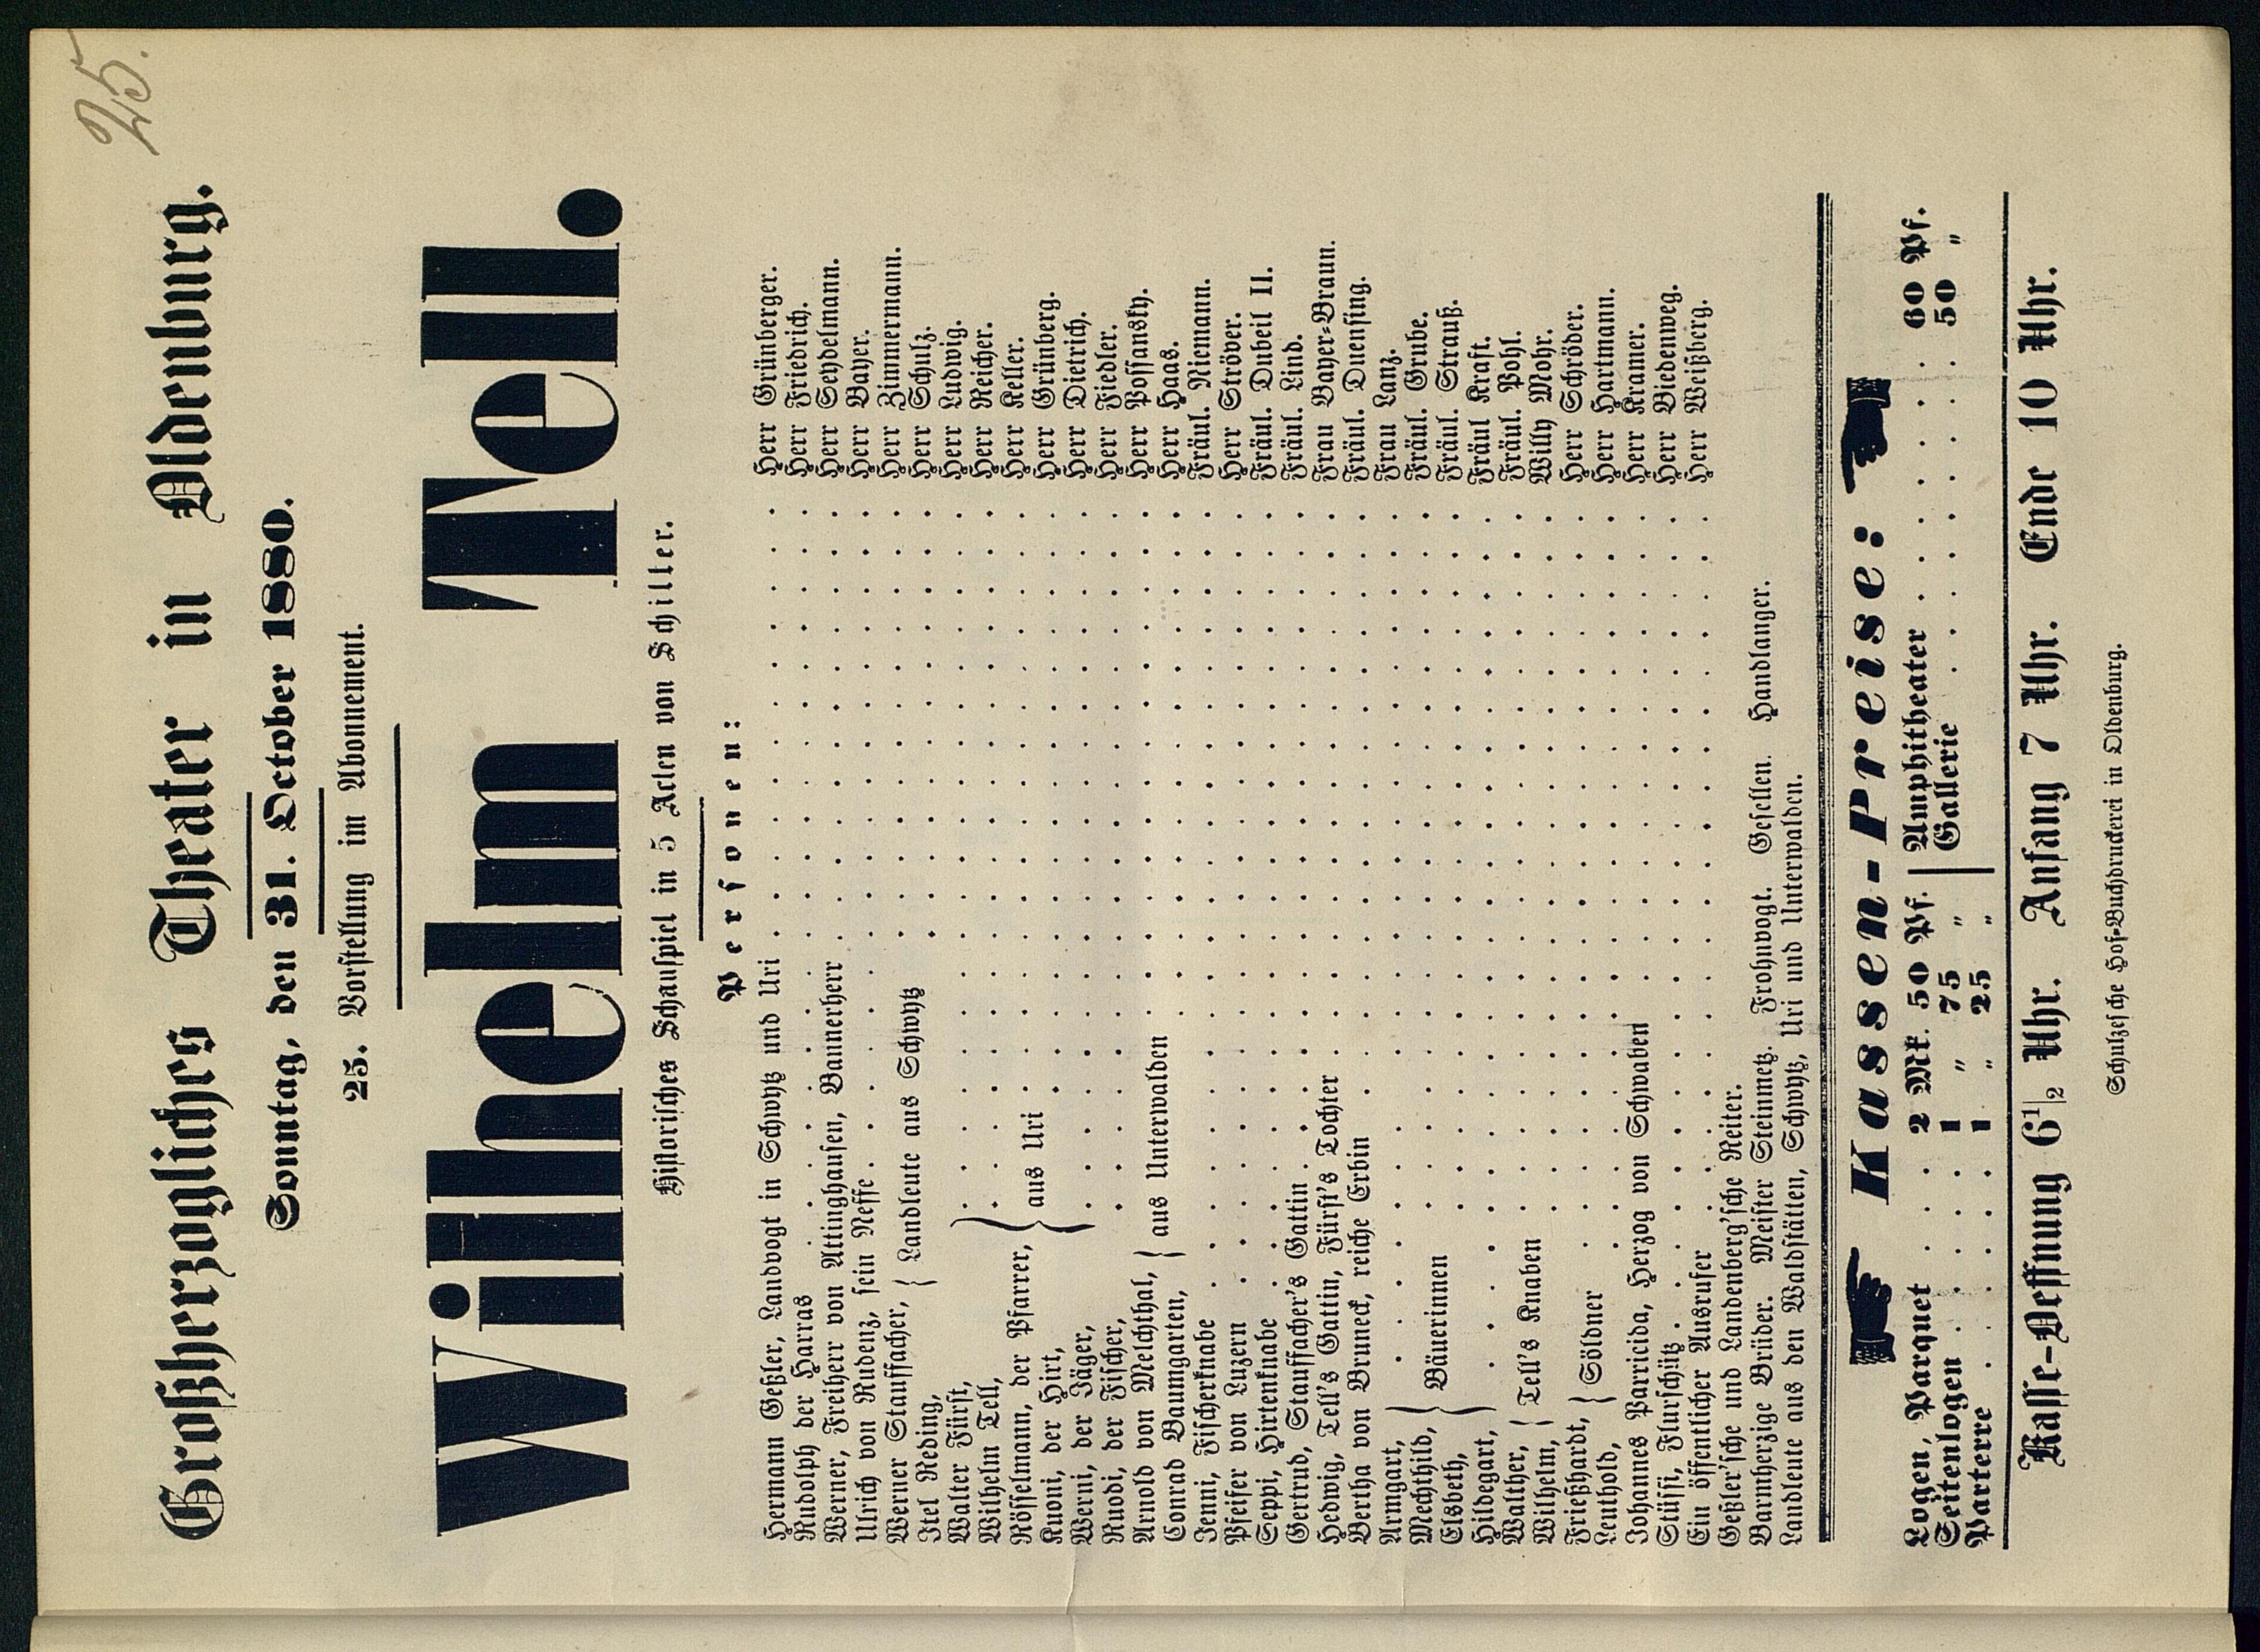 25.
Großherzogliches Theater in Oldenburg.
Sonntag, den 31. October 1880.
25. Vorstellung im Abonnement.
Wilhelm Tell.
Historisches Schauspiel in 5 Acten von Schiller.
Personen:
Hermann Geßler, Landvogt in Schwytz und Uri . . . . . . . . . . . . Herr Grünberger.
Rudolph der Harras . . . . . . . . . . . . Herr Friedrich.
Werner, Freiherr von Attinghausen, Bannerherr . . . . . . . . . . . . Herr Seydelmann.
Ulrich von Rudenz, sein Neffe . . . . . . . . . . . . Herr Bayer.
Werner Stauffacher, } Landleute aus Schwytz . . . . . . . . . . . . Herr Zimmermann.
Itel Reding, . . . . . . . . . . . . Herr Schulz.
Walter Fürst, . . . . . . . . . . . . Herr Ludwig.
Wilhelm Tell, . . . . . . . . . . . . Herr Reicher.
Rösselmann, der Pfarrer, } aus Uri . . . . . . . . . . . . Herr Keller.
Kuoni, der Hirt, . . . . . . . . . . . . Herr Grünberg.
Werni, der Jäger, . . . . . . . . . . . . Herr Dietrich.
Ruodi, der Fischer, . . . . . . . . . . . . Herr Fiedler.
Arnold von Melchthal, } aus Unterwalden . . . . . . . . . . . . Herr Possansky.
Conrad Baumgarten, . . . . . . . . . . . . Herr Haas.
Jenni, Fischerknabe . . . . . . . . . . . . Fräul. Niemann.
Pfeifer von Luzern . . . . . . . . . . . . Herr Ströver.
Seppi, Hirtenknabe . . . . . . . . . . . . Fräul. Dubeil II.
Gertrud, Stauffacher's Gattin . . . . . . . . . . . . Fräul. Lind.
Hedwig, Tell's Gattin, Fürst's Tochter . . . . . . . . . . . . Frau Bayer-Braun.
Bertha von Bruneck, reiche Erbin . . . . . . . . . . . . Fräul. Duensing.
Armgart, . . . . . . . . . . . . Frau Lanz.
Mechthild, } Bäuerinnen . . . . . . . . . . . . Fräul. Grube.
Elsbeth, . . . . . . . . . . . . Fräul. Strauß.
Hildegart, . . . . . . . . . . . . Fräul Kraft.
Walther, } Tell's Knaben . . . . . . . . . . . . Fräul. Pohl.
Wilhelm, . . . . . . . . . . . . Willy Mohr.
Frießhardt, } Söldner . . . . . . . . . . . . Herr Schröder.
Leuthold, . . . . . . . . . . . . Herr Hartmann.
Johannes Parricida, Herzog von Schwaben . . . . . . . . . . . . Herr Kramer.
Stüssi, Flurschütz . . . . . . . . . . . . Herr Biedenweg.
Ein öffentlicher Ausrufer . . . . . . . . . . . . Herr Weißberg.
Geßler'sche und Landenberg'sche Reiter.
Barmherzige Brüder. Meister Steinmetz. Frohnvogt. Gesellen. Handlanger.
Landleute aus den Waldstätten, Schwytz, Uri und Unterwalden.
Kassen-Preise:
Logen, Parquet . . . 2 Mk. 50 Pf. | Amphitheater . . . . . . . 60 Pf.
Seitenlogen . . . . . 1 „ 75 „ | Gallerie . . . . . . . . . 50 „
Parterre . . . . . . 1 „ 25 „
Kasse-Oeffnung 6½ Uhr. Anfang 7 Uhr. Ende 10 Uhr.
Schulzesche Hof-Buchdruckerei in Oldenburg.